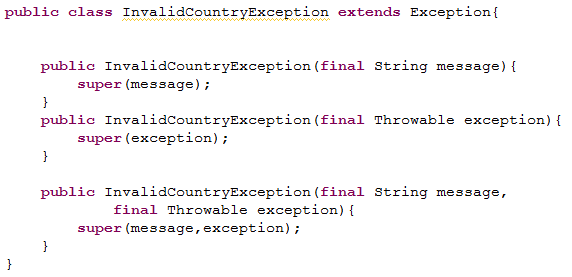 public class InvalidCountryException extends Exception{
public InvalidCountryException(final String message){
super(message);
}
public InvalidCountryException(final Throwable exception){
super(exception);
}
public InvalidCountryException(final String message,
final Throwable exception){
super(message,exception);
}
}